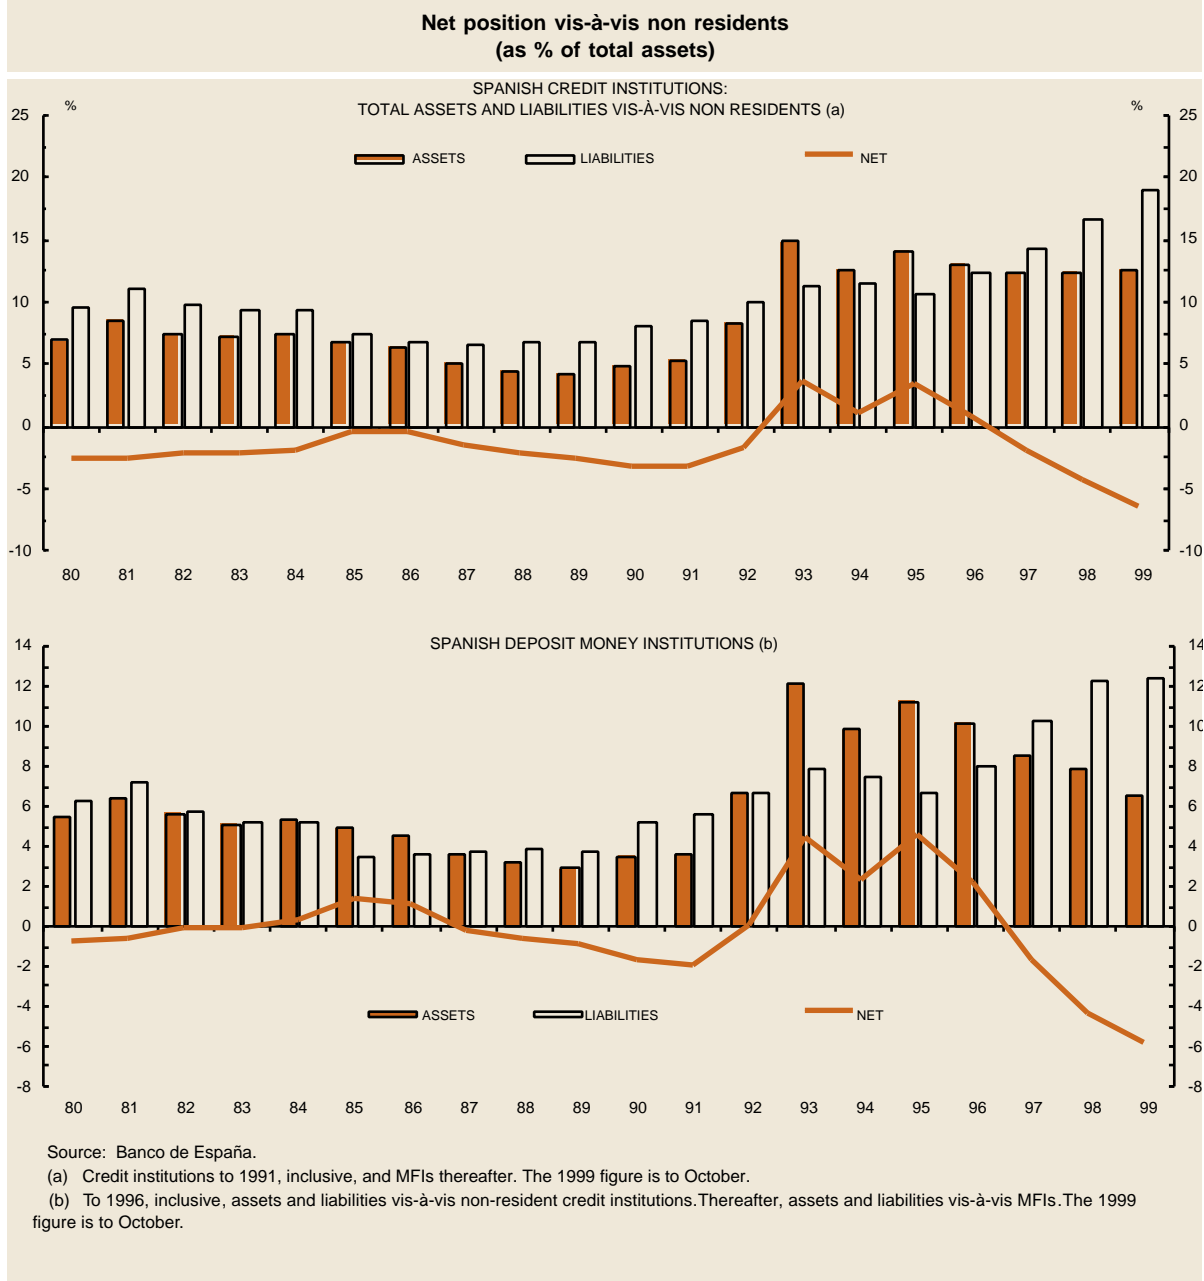 Net position vis-à-vis non residents
(as % of total assets)
SPANISH CREDIT INSTITUTIONS:
TOTAL ASSETS AND LIABILITIES VIS-À-VIS NON RESIDENTS (a)
% %
25 25
ASSETS LIABILITIES NET
20 20
15 15
10 10
5 5
0 0
-5 -5
-10 -10
80 81 82 83 84 85 86 87 88 89 90 91 92 93 94 95 96 97 98 99
SPANISH DEPOSIT MONEY INSTITUTIONS (b)
14 14
12 12
10 10
8 8
6 6
4 4
2 2
0 0
-2 -2
-4 -4
ASSETS LIABILITIES NET
-6 -6
-8 -8
80 81 82 83 84 85 86 87 88 89 90 91 92 93 94 95 96 97 98 99
Source: Banco de España.
(a) Credit institutions to 1991, inclusive, and MFIs thereafter. The 1999 figure is to October.
(b) To 1996, inclusive, assets and liabilities vis-à-vis non-resident credit institutions. Thereafter, assets and liabilities vis-à-vis MFIs. The 1999
figure is to October.